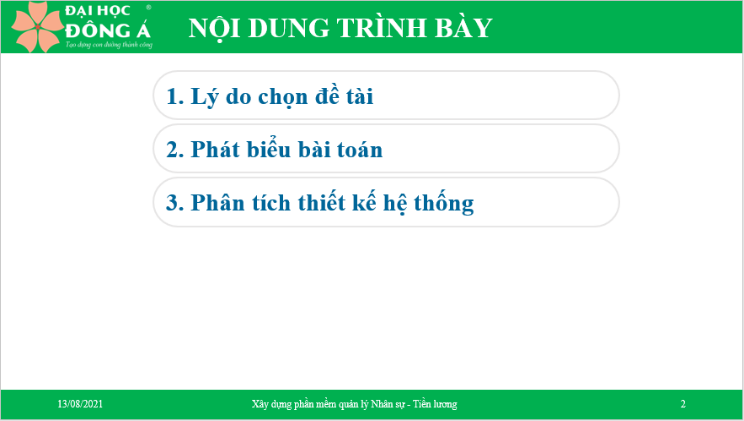 ĐẠI HỌC ®
ĐÔNG Á
Tạo dựng con đường thành công
NỘI DUNG TRÌNH BÀY
1. Lý do chọn đề tài
2. Phát biểu bài toán
3. Phân tích thiết kế hệ thống
13/08/2021
Xây dựng phần mềm quản lý Nhân sự - Tiền lương
2